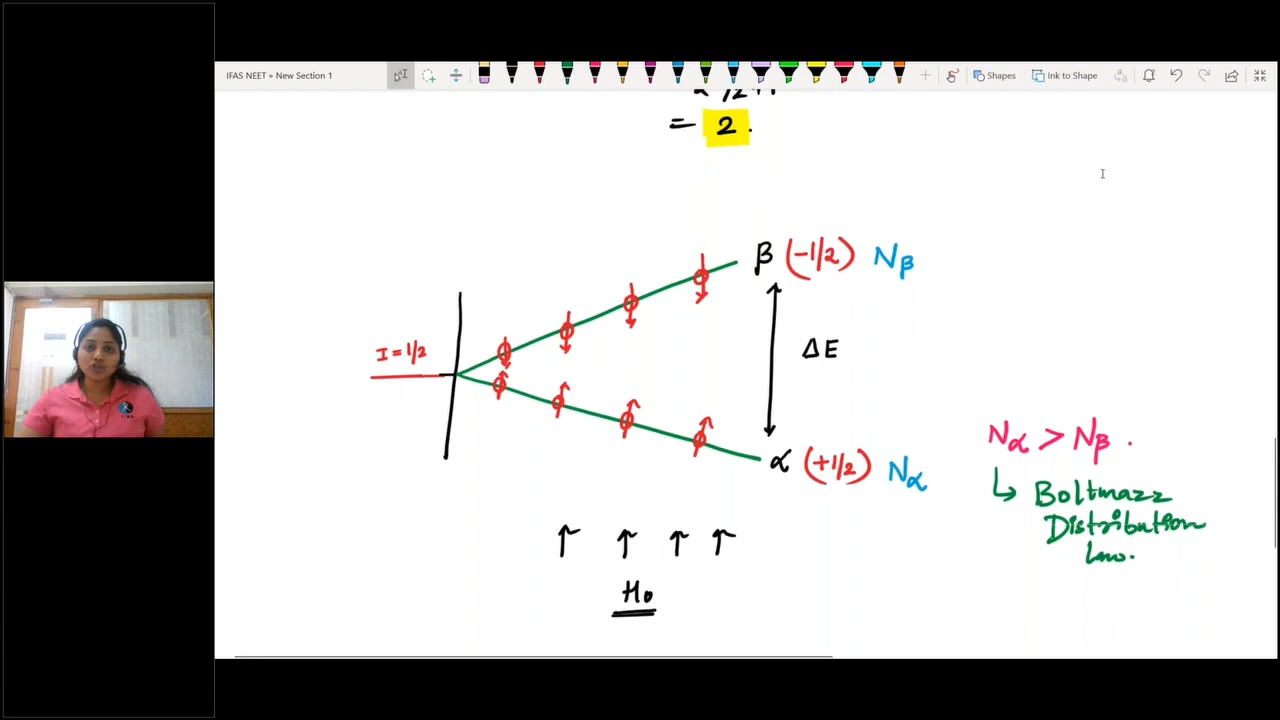 IFAS NEET » New Section 1
Shapes
Ink to Shape
= 2.
β (-1/2) Nβ
I = 1/2
ΔE
Nα > Nβ .
α (+1/2) Nα
↳ Boltmazz
Distribution
Law.
↑ ↑ ↑ ↑
H₀